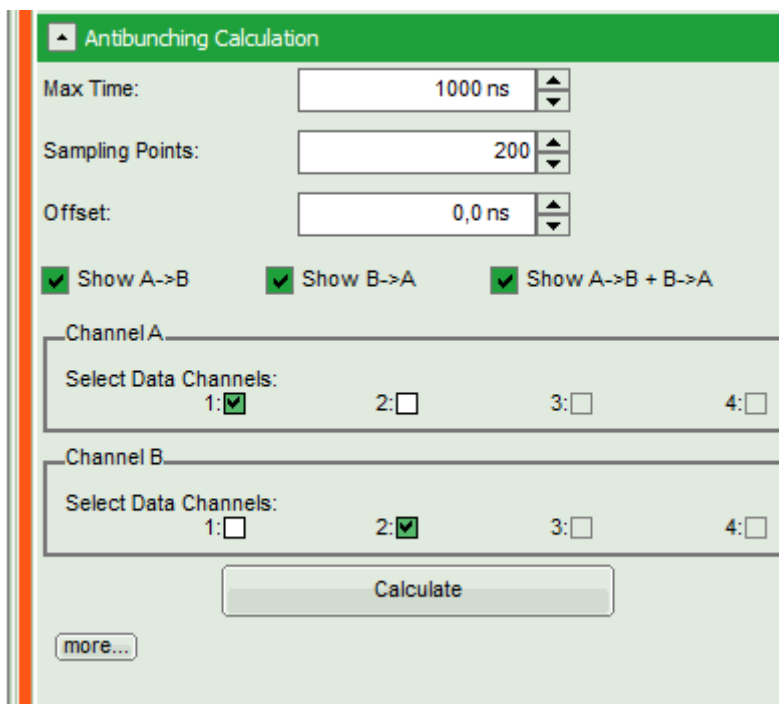 Antibunching Calculation
Max Time: 1000 ns
Sampling Points: 200
Offset: 0,0 ns
Show A->B Show B->A Show A->B + B->A
Channel A
Select Data Channels:
1: 2: 3: 4:
Channel B
Select Data Channels:
1: 2: 3: 4:
Calculate
more...